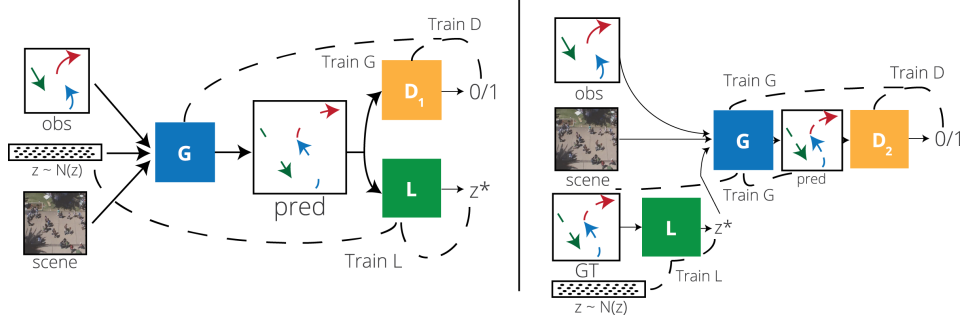 Train D
Train G
D1
0/1
obs
z ~ N(z)
G
pred
L
z*
scene
Train L
obs
Train G
Train D
G
D2
0/1
scene
pred
Train G
L
z*
GT
Train L
z ~ N(z)